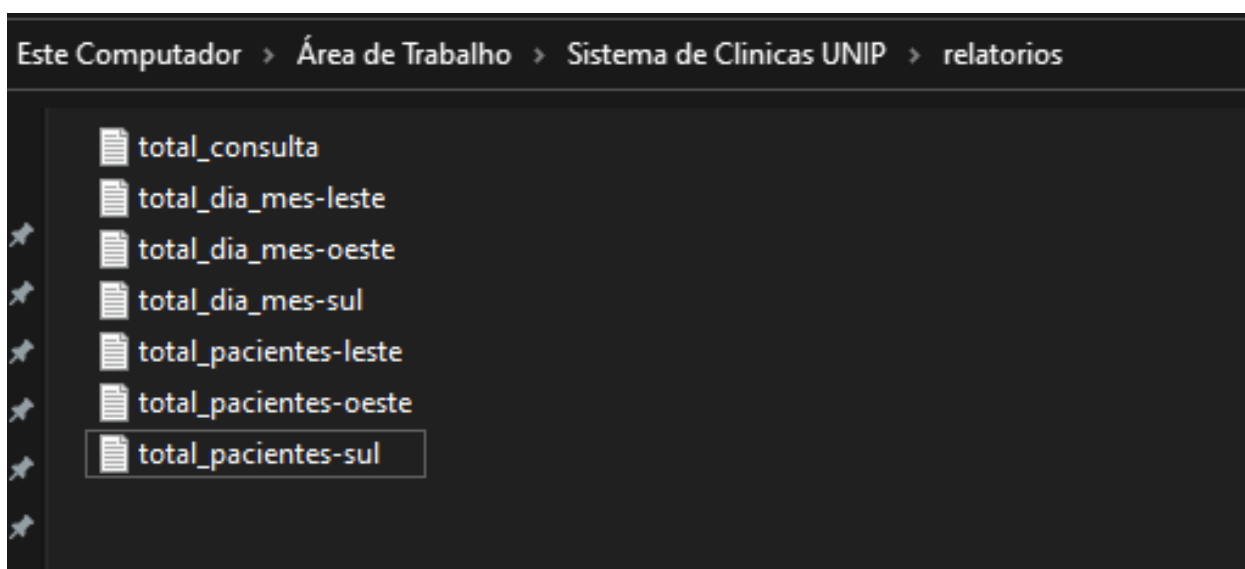 Este Computador > Área de Trabalho > Sistema de Clinicas UNIP > relatorios
total_consulta
total_dia_mes-leste
total_dia_mes-oeste
total_dia_mes-sul
total_pacientes-leste
total_pacientes-oeste
total_pacientes-sul